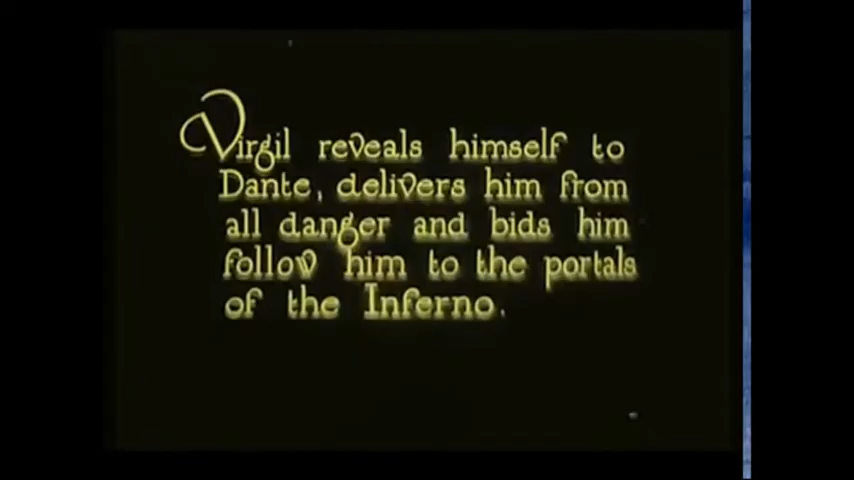 Virgil reveals himself to
Dante, delivers him from
all danger and bids him
follow him to the portals
of the Inferno.